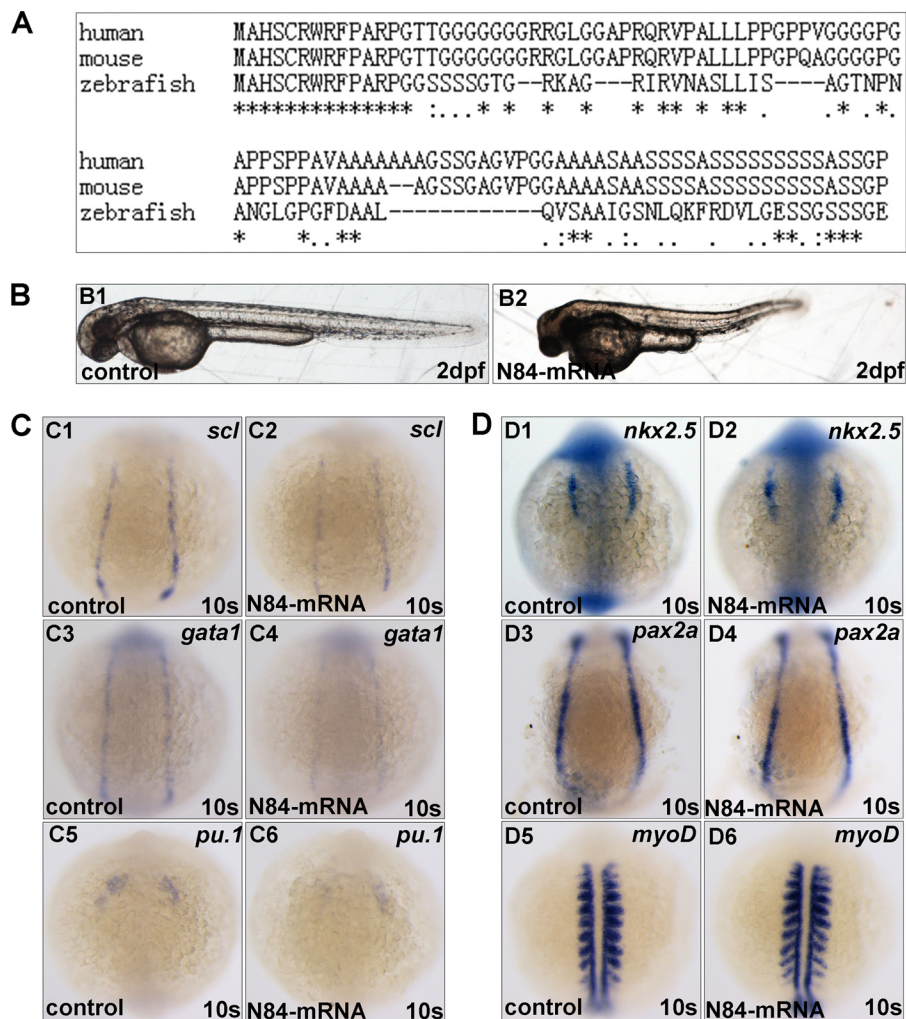 A
human MAHSCRWRFPARPGTTGGGGGGGRRGLGGAPRQRVPALLLPPGPPVGGGGPG
mouse MAHSCRWRFPARPGTTGGGGGGGRRGLGGAPRQRVPALLLPPGPQAGGGGPG
zebrafish MAHSCRWRFPARPGGSSSSGTG--RKAG---RIRVNASLLIS----AGTNPN
************** :...* * * * ** * ** . .* .*.
human APPSPPAVAAAAAAAGSSGAGVPGGAAAASAASSSSASSSSSSSSSASSGP
mouse APPSPPAVAAAA--AGSSGAGVPGGAAAASAASSSSASSSSSSSSSASSGP
zebrafish ANGLGPGFDAAL------------QVSAAIGSNLQKFRDVLGESSGSSSGE
* *..** .:** .:. . . . .**.:***.
B
B1 B2
control 2dpf N84-mRNA 2dpf
C D
C1 scl C2 scl D1 nkx2.5 D2 nkx2.5
control 10s N84-mRNA 10s control 10s N84-mRNA 10s
C3 gata1 C4 gata1 D3 pax2a D4 pax2a
control 10s N84-mRNA 10s control 10s N84-mRNA 10s
C5 pu.1 C6 pu.1 D5 myoD D6 myoD
control 10s N84-mRNA 10s control 10s N84-mRNA 10s